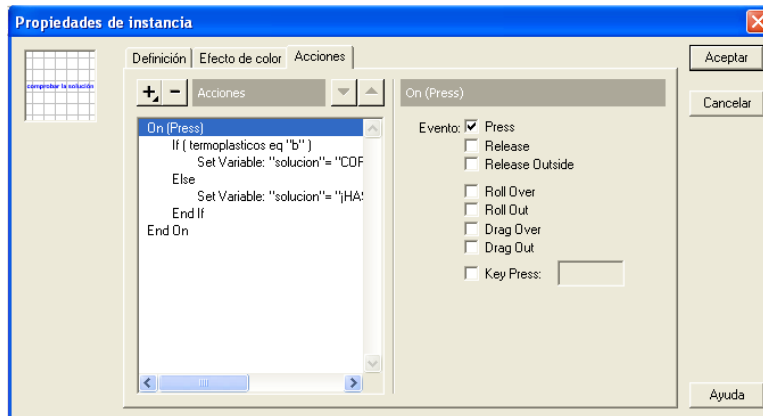 Propiedades de instancia
comprobar la solución
Definición
Efecto de color
Acciones
Aceptar
Cancelar
Ayuda
+ -
Acciones
On (Press)
If ( termoplasticos eq "b" )
Set Variable: "solucion"= "COF
Else
Set Variable: "solucion"= "¡HA
End If
End On
On (Press)
Evento:
Press
Release
Release Outside
Roll Over
Roll Out
Drag Over
Drag Out
Key Press: